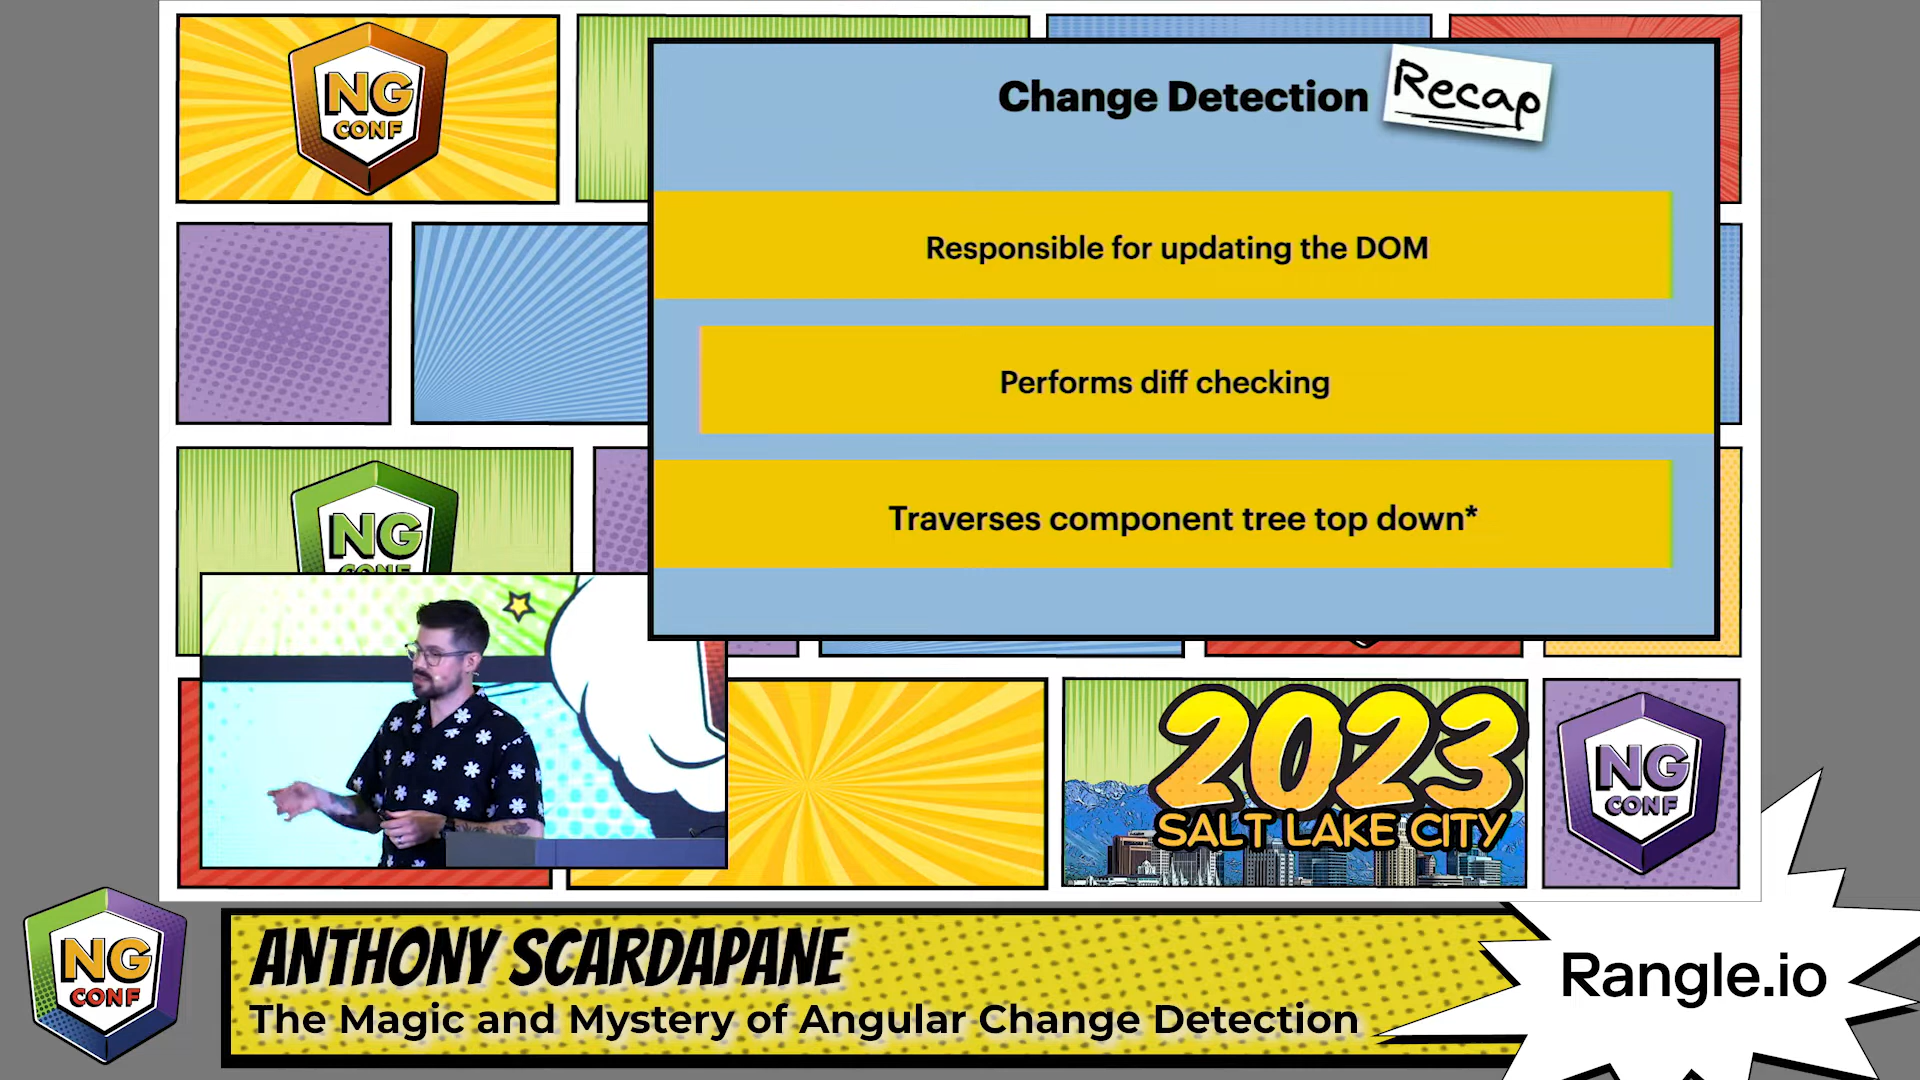 NG
CONF
Change Detection Recap
Responsible for updating the DOM
Performs diff checking
Traverses component tree top down*
NG
CONF
2023
SALT LAKE CITY
NG
CONF
NG
CONF
ANTHONY SCARDAPANE
The Magic and Mystery of Angular Change Detection
Rangle.io